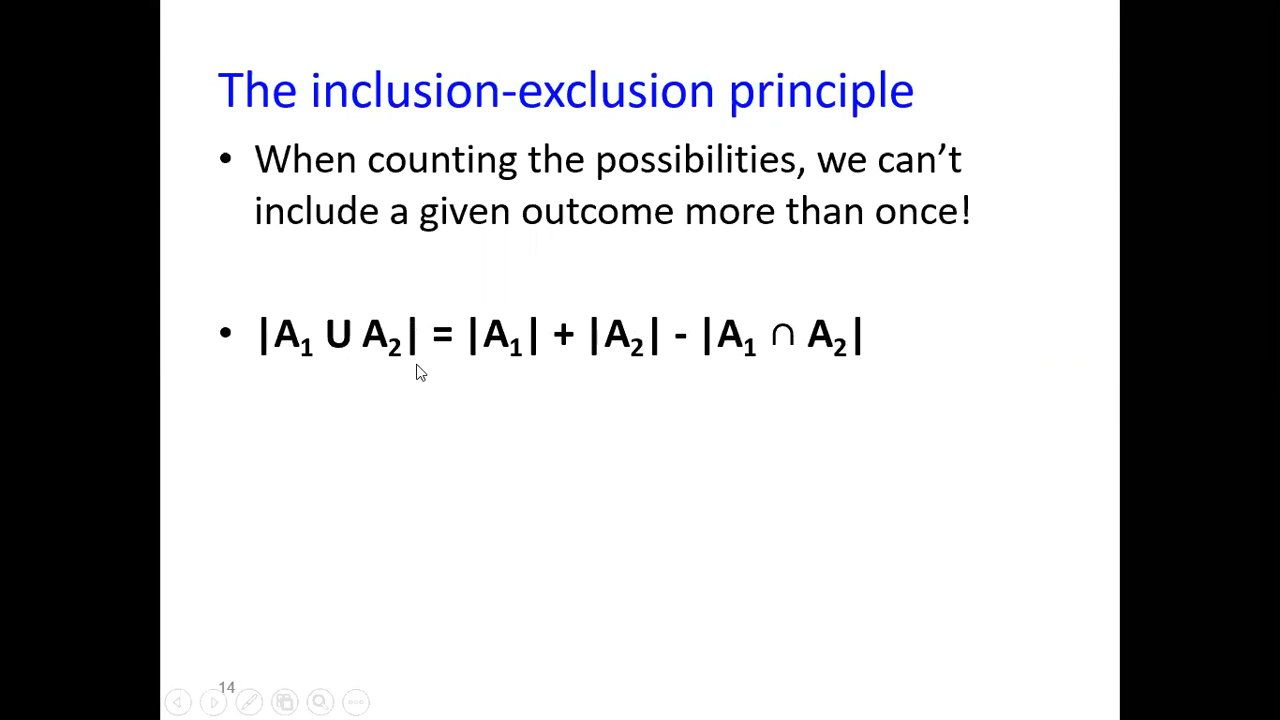 The inclusion-exclusion principle
• When counting the possibilities, we can’t
include a given outcome more than once!
• |A₁ U A₂| = |A₁| + |A₂| - |A₁ ∩ A₂|
14